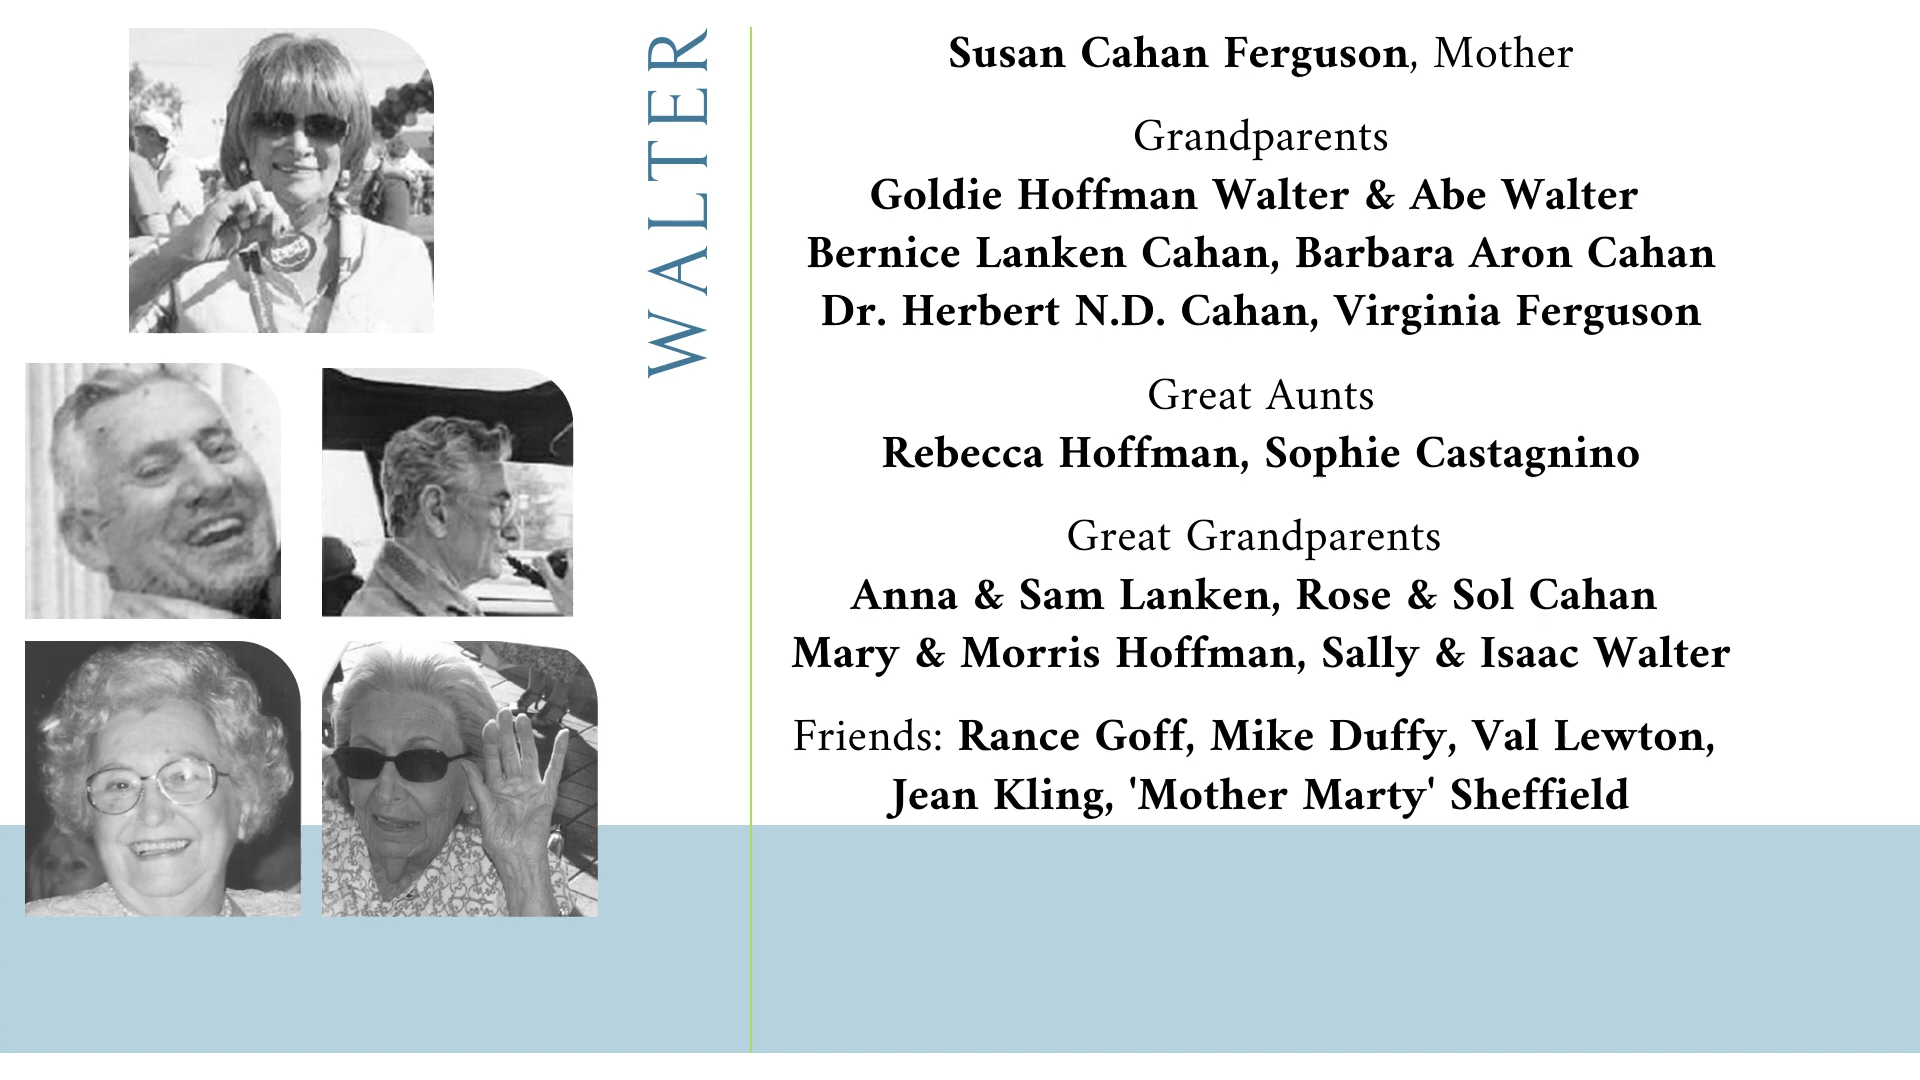 WALTER
Susan Cahan Ferguson, Mother
Grandparents
Goldie Hoffman Walter & Abe Walter
Bernice Lanken Cahan, Barbara Aron Cahan
Dr. Herbert N.D. Cahan, Virginia Ferguson
Great Aunts
Rebecca Hoffman, Sophie Castagnino
Great Grandparents
Anna & Sam Lanken, Rose & Sol Cahan
Mary & Morris Hoffman, Sally & Isaac Walter
Friends: Rance Goff, Mike Duffy, Val Lewton,
Jean Kling, 'Mother Marty' Sheffield